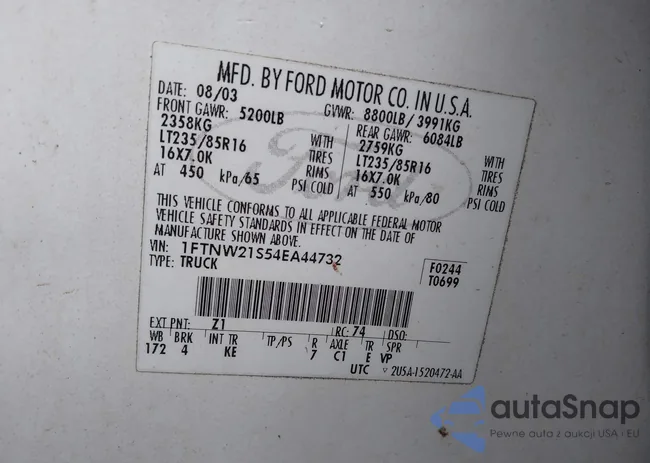 MFD. BY FORD MOTOR CO. IN U.S.A.
DATE: 08/03 GVWR: 8800LB/ 3991KG
FRONT GAWR: 5200LB REAR GAWR: 6084LB
2358KG WITH 2759KG WITH
LT235/85R16 TIRES LT235/85R16 TIRES
16X7.0K RIMS 16X7.0K RIMS
AT 450 kPa/65 PSI COLD AT 550 kPa/80 PSI COLD
Ford
THIS VEHICLE CONFORMS TO ALL APPLICABLE FEDERAL MOTOR
VEHICLE SAFETY STANDARDS IN EFFECT ON THE DATE OF
MANUFACTURE SHOWN ABOVE.
VIN: 1FTNW21S54EA44732
TYPE: TRUCK
F0244
T0699
EXT PNT: Z1 RC: 74 DSO:
WB BRK INT TR TP/PS R AXLE TR SPR
172 4 KE 7 C1 E VP
UTC 2USA-1520472-AA
autaSnap
Pewne auta z aukcji USA i EU